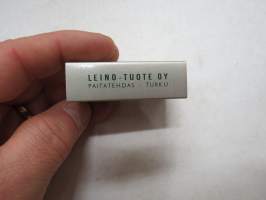 LEINO-TUOTE OY
PAITATEHDAS - TURKU